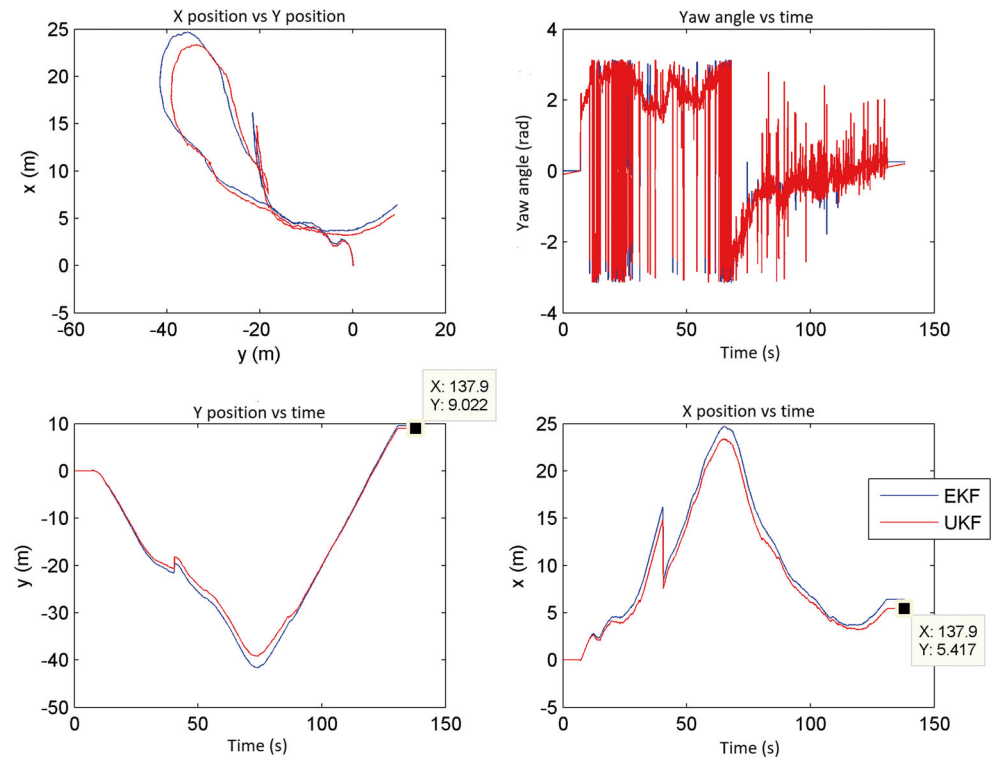 X position vs Y position
25
20
15
10
5
0
-5
x (m)
-60
-40
-20
0
20
y (m)
Yaw angle vs time
4
2
0
-2
-4
Yaw angle (rad)
0
50
100
150
Time (s)
Y position vs time
X: 137.9
Y: 9.022
10
0
-10
-20
-30
-40
-50
y (m)
0
50
100
150
Time (s)
X position vs time
25
20
15
10
5
0
-5
x (m)
EKF
UKF
X: 137.9
Y: 5.417
0
50
100
150
Time (s)